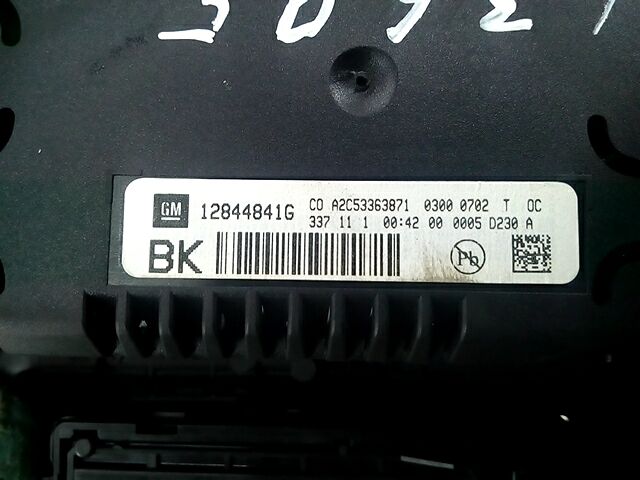 GM 12844841G CO A2C53363871 0300 0702 T OC
337 11 1 00:42 00 0005 D230 A
BK Pb